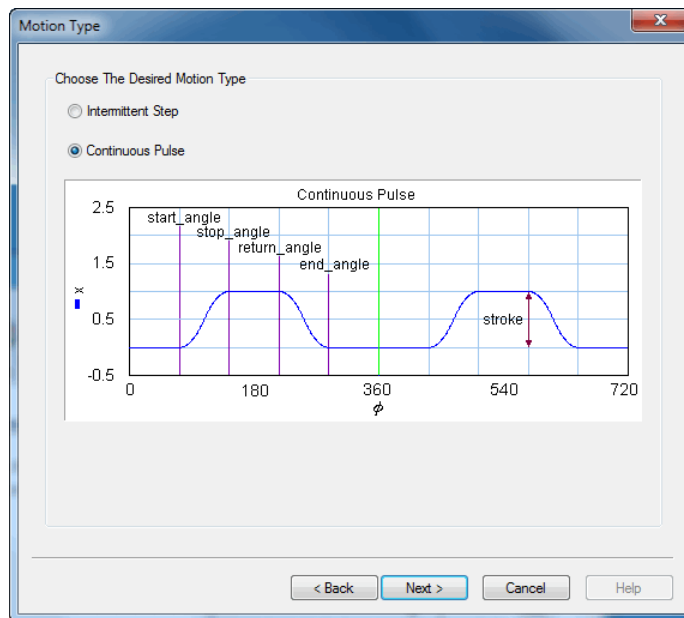 Motion Type
Choose The Desired Motion Type
Intermittent Step
Continuous Pulse
Continuous Pulse
2.5
start_angle
stop_angle
return_angle
1.5
end_angle
x
0.5
stroke
-0.5
0 180 360 540 720
ϕ
< Back Next > Cancel Help